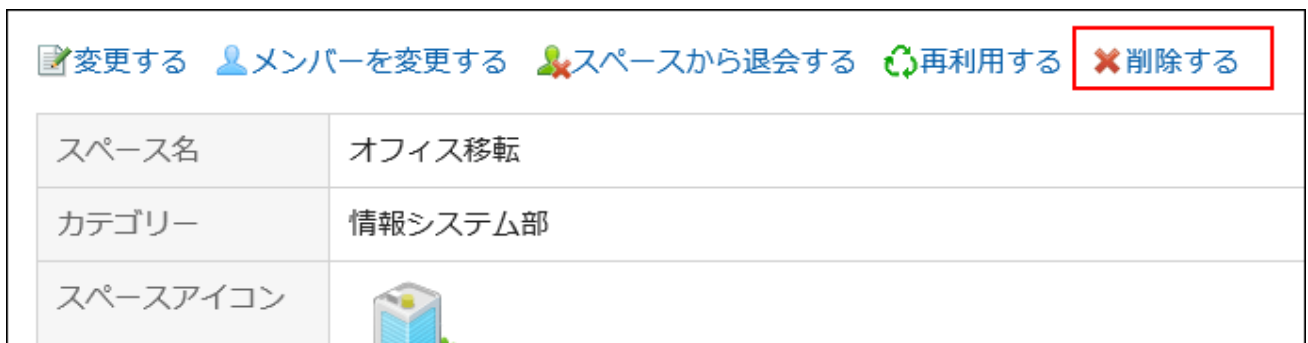 変更する メンバーを変更する スペースから退会する 再利用する 削除する
スペース名 オフィス移転
カテゴリー 情報システム部
スペースアイコン